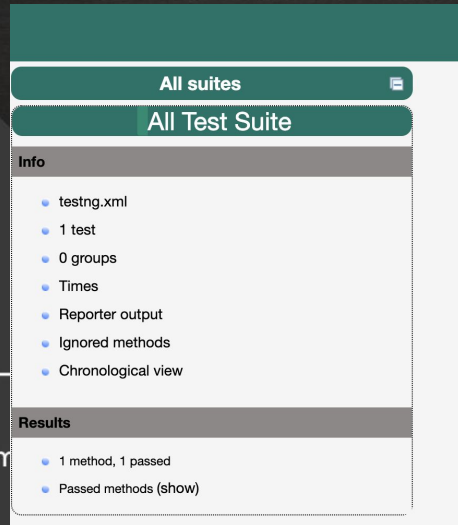 All suites
All Test Suite
Info
testng.xml
1 test
0 groups
Times
Reporter output
Ignored methods
Chronological view
Results
1 method, 1 passed
Passed methods (show)